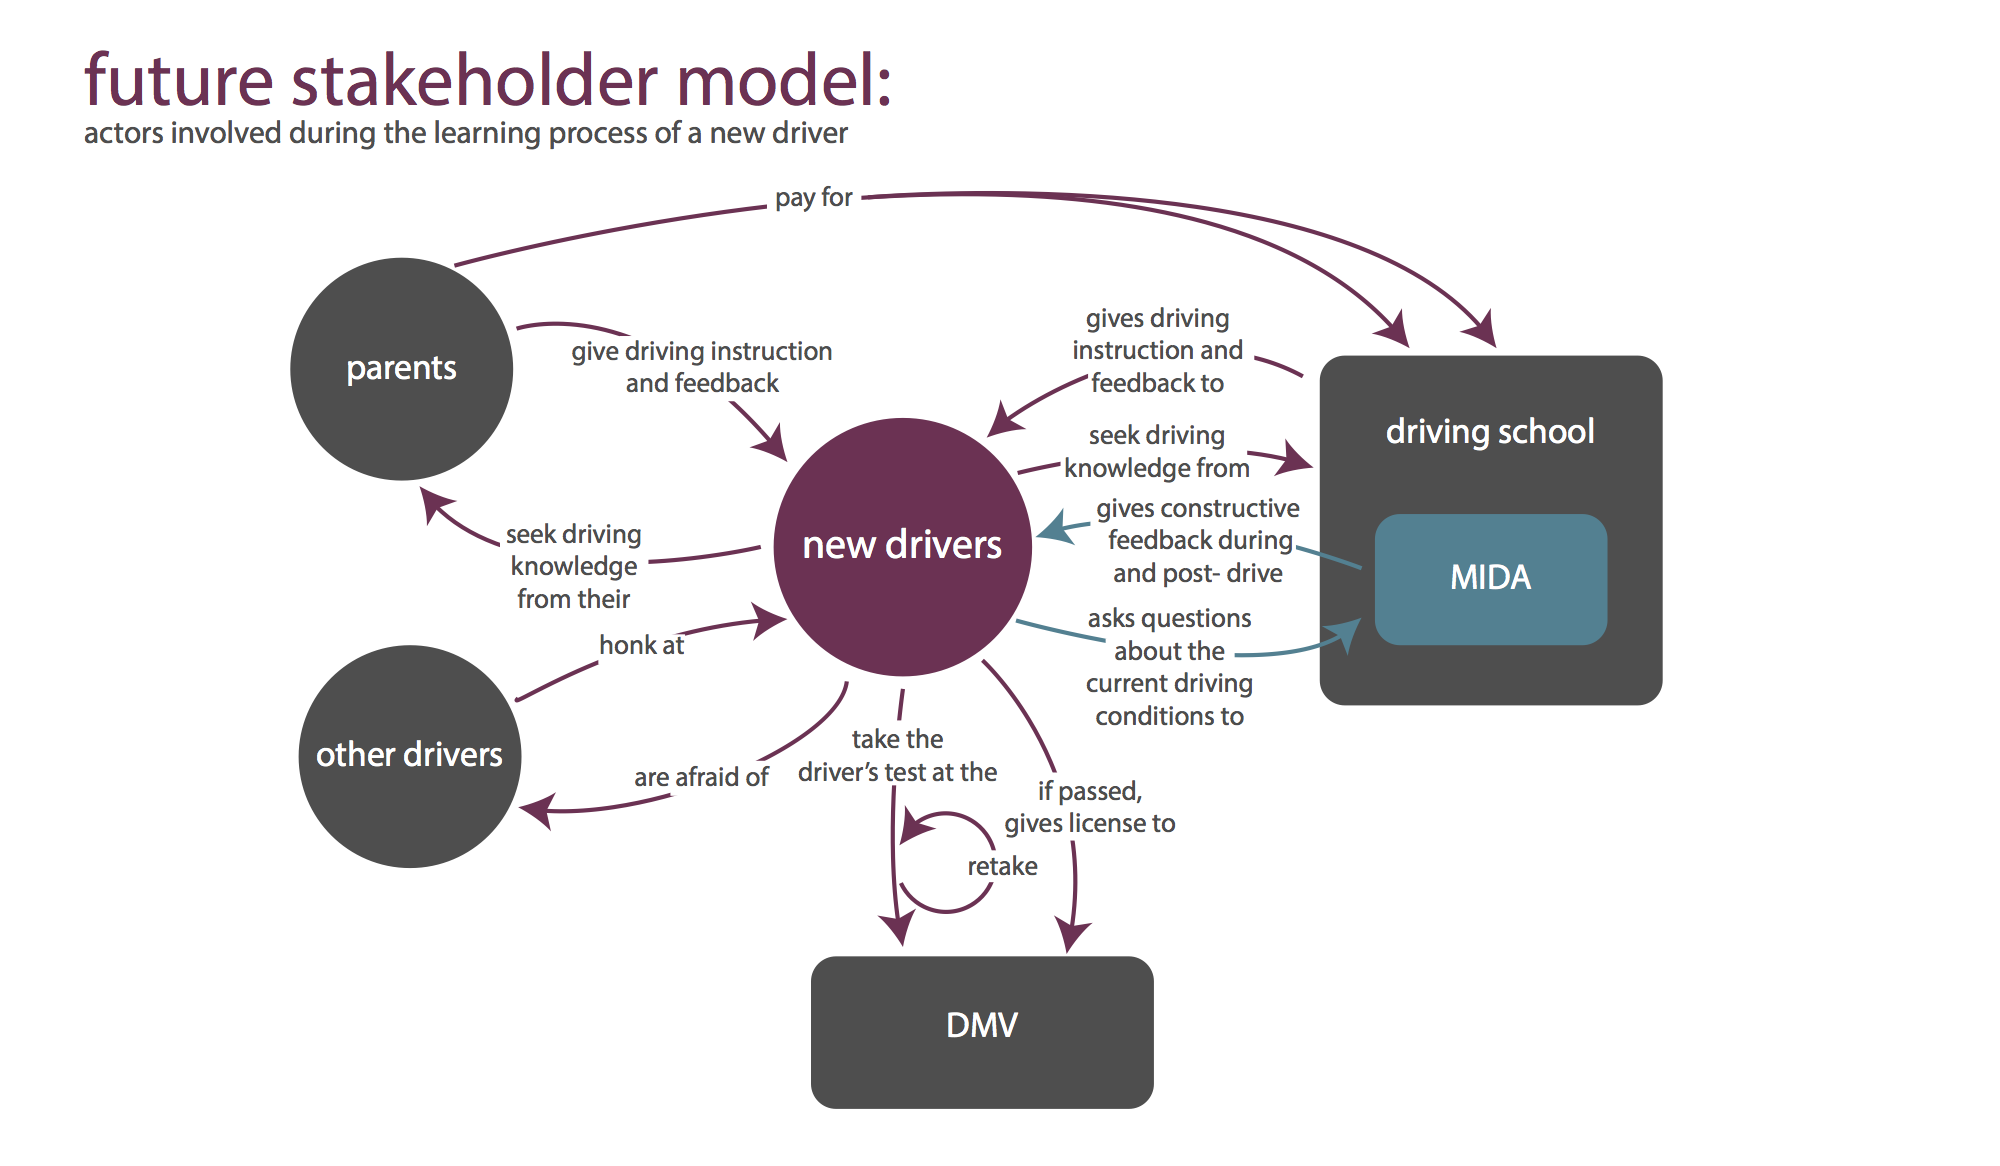 future stakeholder model:
actors involved during the learning process of a new driver
pay for
parents
give driving instruction
and feedback
gives driving
instruction and
feedback to
driving school
seek driving
knowledge from
new drivers
gives constructive
feedback during
and post- drive
MIDA
seek driving
knowledge
from their
asks questions
about the
current driving
conditions to
honk at
other drivers
are afraid of
take the
driver’s test at the
if passed,
gives license to
retake
DMV